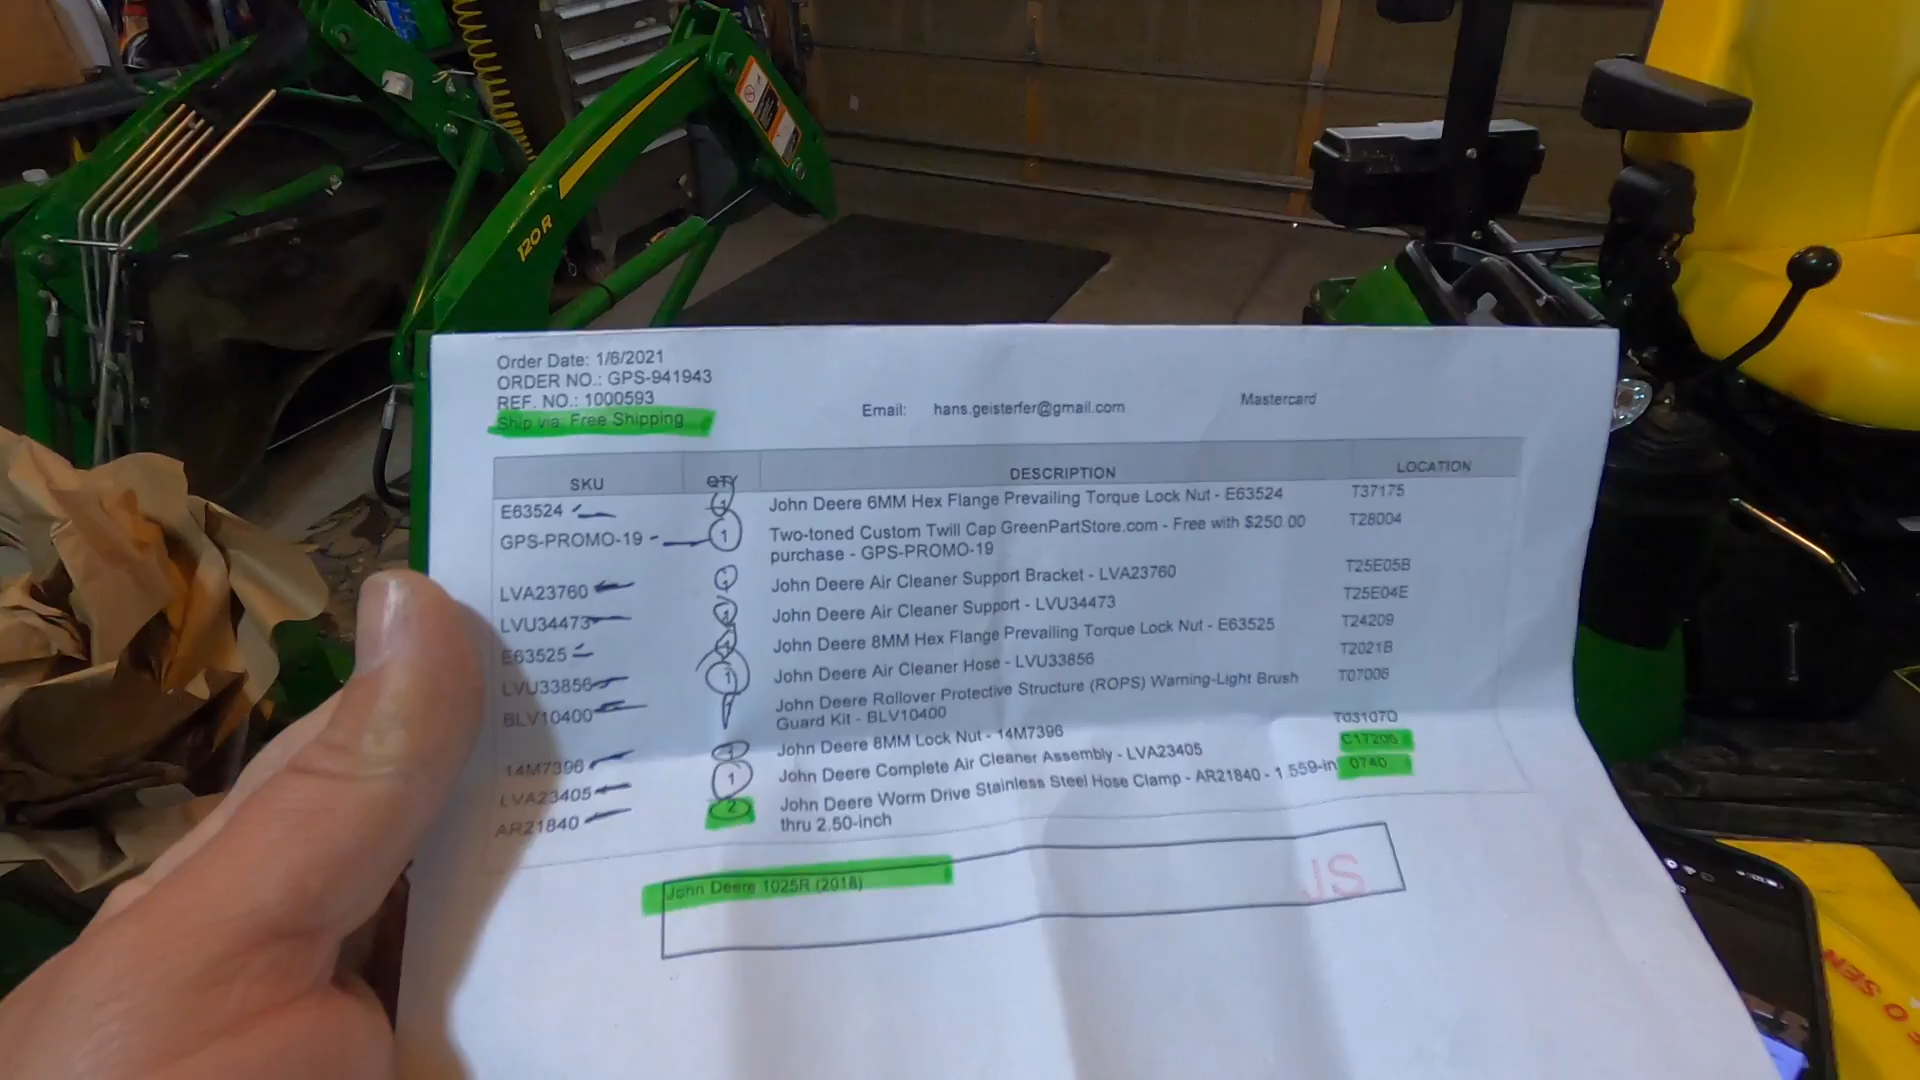 120R
Order Date: 1/6/2021
ORDER NO.: GPS-941943
REF. NO.: 1000593
Ship via: Free Shipping
Email: hans.geisterfer@gmail.com
Mastercard
SKU QTY DESCRIPTION LOCATION
E63524 John Deere 6MM Hex Flange Prevailing Torque Lock Nut - E63524 T37175
GPS-PROMO-19 1 Two-toned Custom Twill Cap GreenPartStore.com - Free with $250.00 T28004
purchase - GPS-PROMO-19
LVA23760 1 John Deere Air Cleaner Support Bracket - LVA23760 T25E05B
LVU34473 John Deere Air Cleaner Support - LVU34473 T25E04E
E63525 John Deere 8MM Hex Flange Prevailing Torque Lock Nut - E63525 T24209
LVU33856 1 John Deere Air Cleaner Hose - LVU33856 T2021B
BLV10400 John Deere Rollover Protective Structure (ROPS) Warning-Light Brush T07006
Guard Kit - BLV10400
14M7396 John Deere 8MM Lock Nut - 14M7396 T03107D
LVA23405 1 John Deere Complete Air Cleaner Assembly - LVA23405 C17200
AR21840 2 John Deere Worm Drive Stainless Steel Hose Clamp - AR21840 - 1.559-in 0740
thru 2.50-inch
John Deere 1025R (2018)
JS